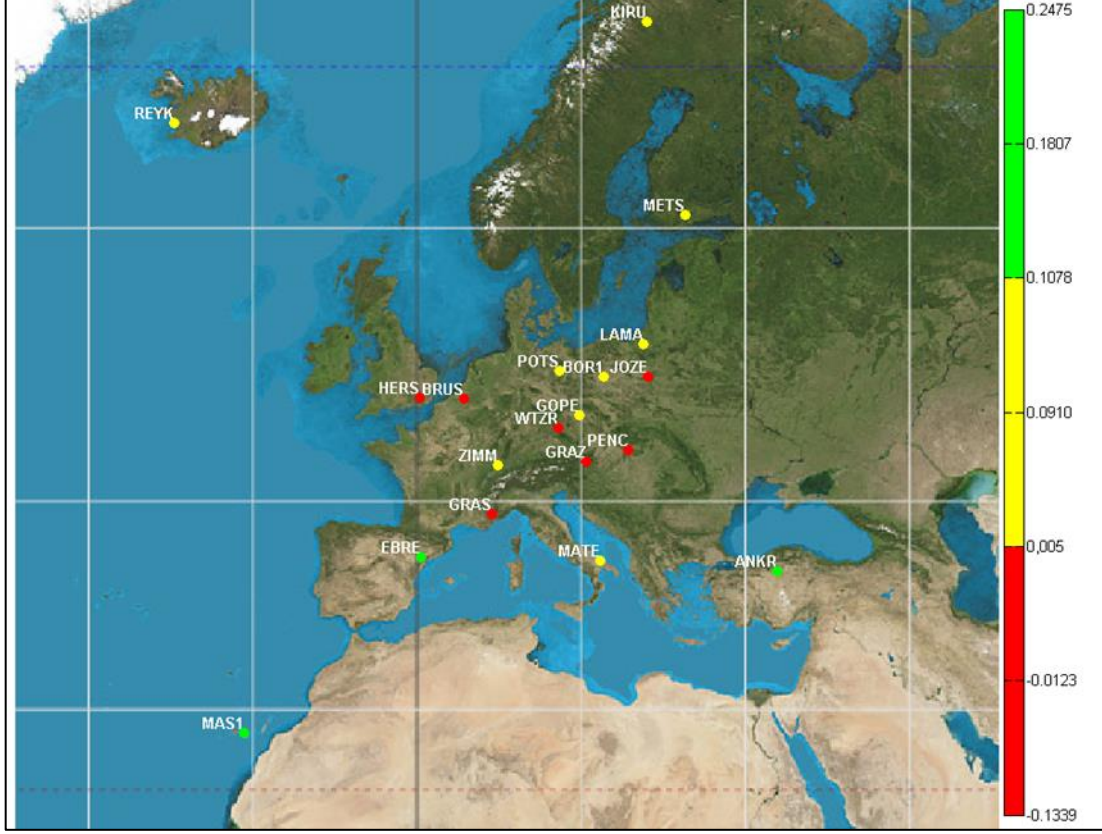 KIRU
0.2475
REYK
0.1807
METS
0.1078
LAMA
POTS BOR1 JOZE
HERS BRUS
0.0910
GOPE
WTZR
PENC
GRAZ
ZIMM
GRAS
EBRE
MATE
0,005
ANKR
-0.0123
MAS1
-0.1339